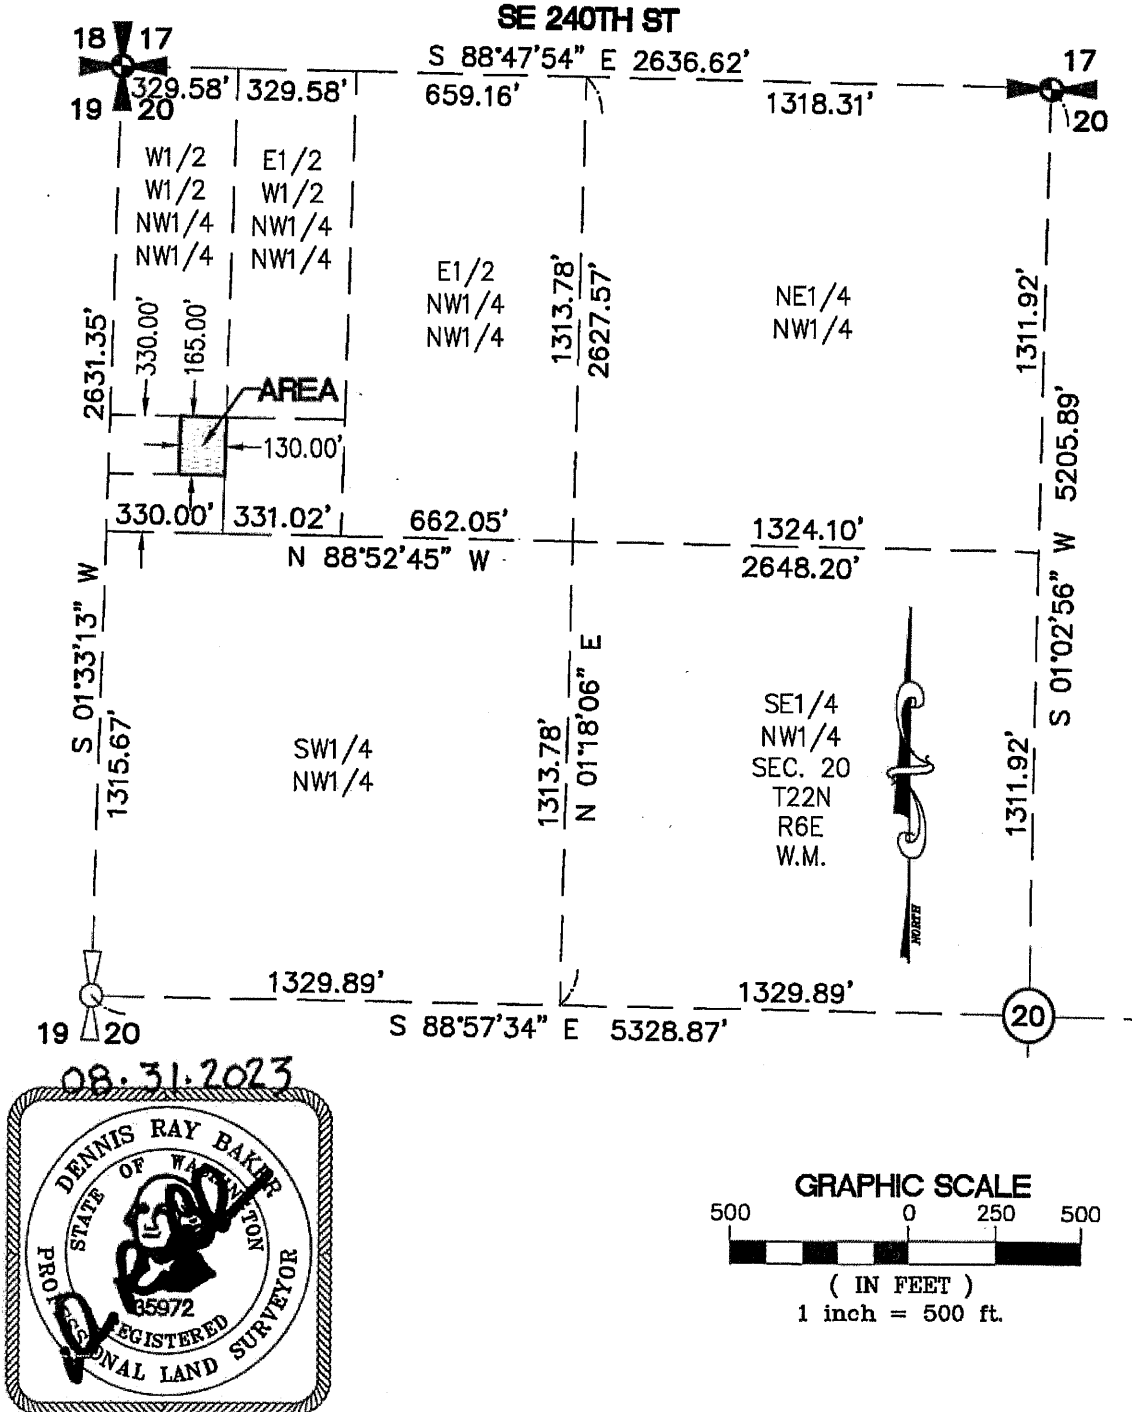 SE 240TH ST
18 17
19 20
S 88°47'54" E 2636.62'
17
20
329.58' 329.58' 659.16' 1318.31'
W1/2
W1/2
NW1/4
NW1/4
E1/2
W1/2
NW1/4
NW1/4
E1/2
NW1/4
NW1/4
NE1/4
NW1/4
2631.35'
330.00'
165.00'
1313.78'
2627.57'
1311.92'
AREA
130.00'
330.00' 331.02' 662.05' 1324.10'
N 88°52'45" W 2648.20'
S 01°33'13" W
1315.67'
SW1/4
NW1/4
1313.78'
N 01°18'06" E
SE1/4
NW1/4
SEC. 20
T22N
R6E
W.M.
NORTH
1311.92'
S 01°02'56" W 5205.89'
1329.89' 1329.89'
19 20
S 88°57'34" E 5328.87'
20
08.31.2023
DENNIS RAY BAKER
STATE OF WASHINGTON
35972
REGISTERED
PROFESSIONAL LAND SURVEYOR
GRAPHIC SCALE
500 0 250 500
( IN FEET )
1 inch = 500 ft.